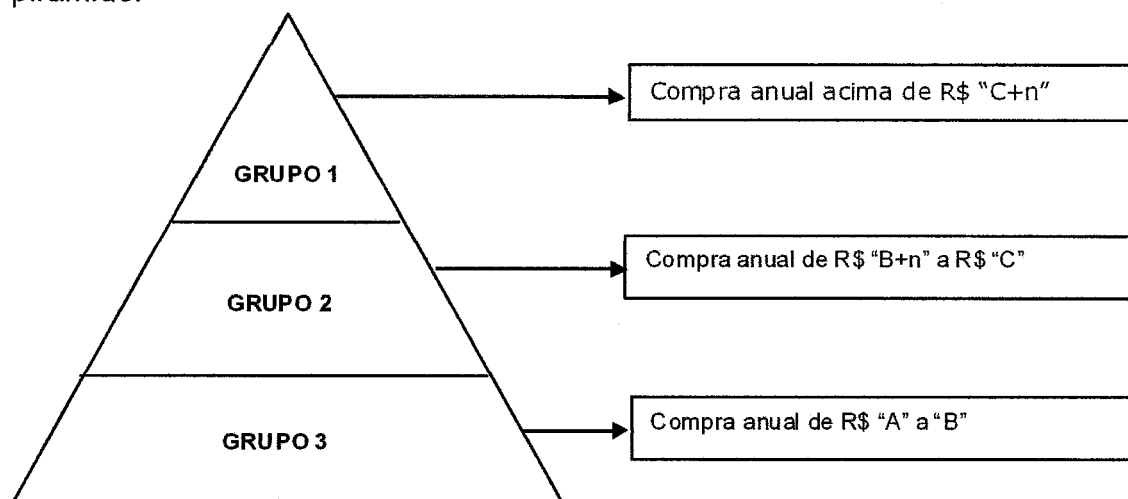 Compra anual acima de R$ "C+n"
GRUPO 1
Compra anual de R$ "B+n" a R$ "C"
GRUPO 2
Compra anual de R$ "A" a "B"
GRUPO 3